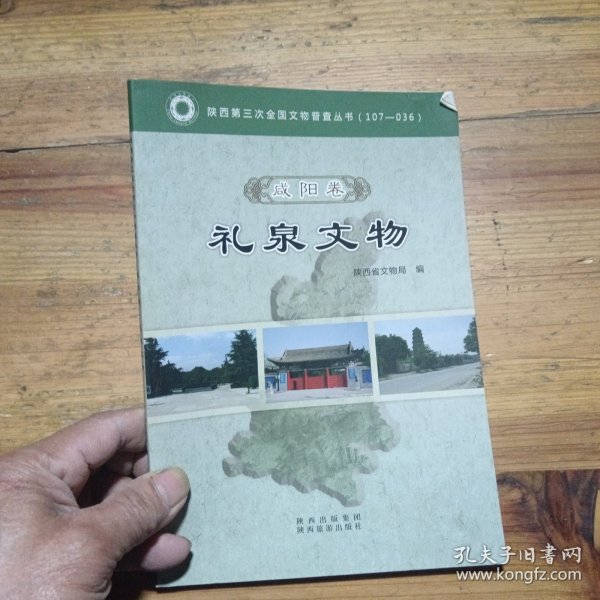 陕西第三次全国文物普查丛书（107—036）
咸阳卷
礼泉文物
陕西省文物局 编
陕西出版集团
陕西旅游出版社
孔夫子旧书网
www.kongfz.com